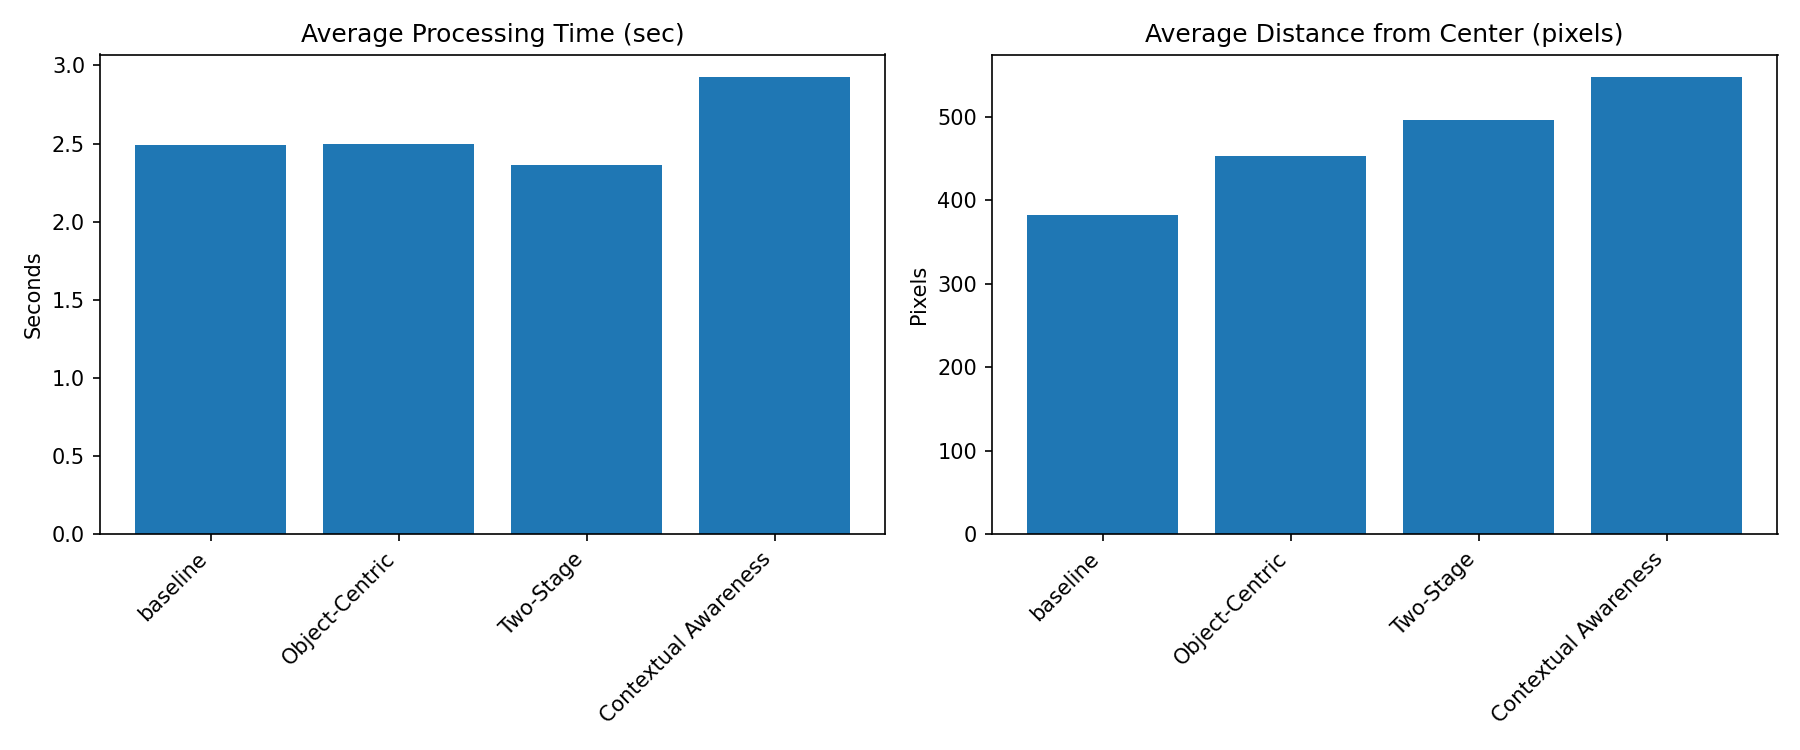 Average Processing Time (sec)
3.0
2.5
2.0
1.5
1.0
0.5
0.0
Seconds
baseline
Object-Centric
Two-Stage
Contextual Awareness
Average Distance from Center (pixels)
500
400
300
200
100
0
Pixels
baseline
Object-Centric
Two-Stage
Contextual Awareness